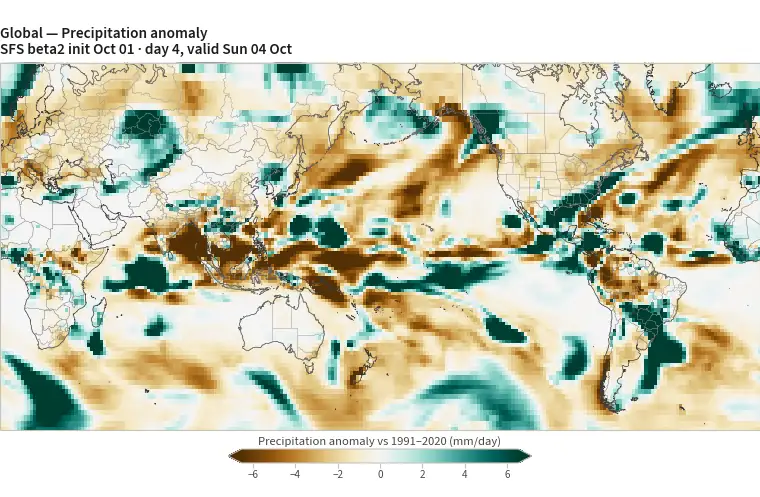 Global — Precipitation anomaly
SFS beta2 init Oct 01 · day 4, valid Sun 04 Oct
Precipitation anomaly vs 1991–2020 (mm/day)
−6 −4 −2 0 2 4 6